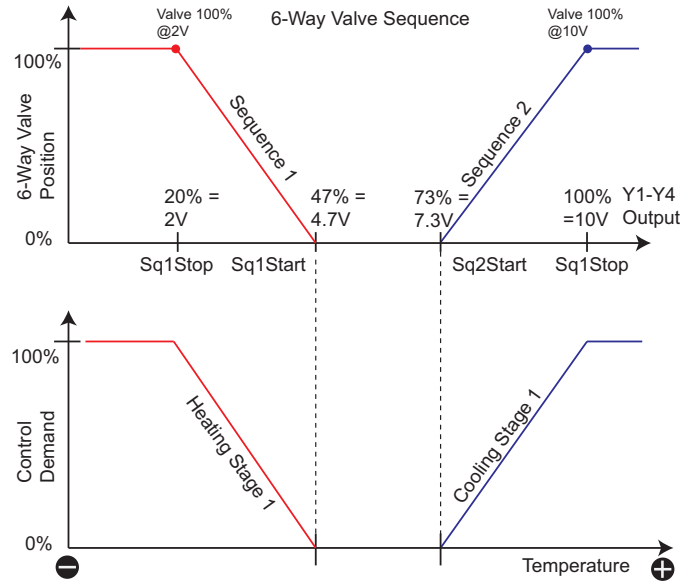 6-Way Valve Sequence
Valve 100%
@2V
Valve 100%
@10V
100%
6-Way Valve
Position
Sequence 1
Sequence 2
20% =
2V
47% =
4.7V
73% =
7.3V
100%
=10V
Y1-Y4
Output
0%
Sq1Stop
Sq1Start
Sq2Start
Sq1Stop
100%
Control
Demand
Heating Stage 1
Cooling Stage 1
0%
Temperature